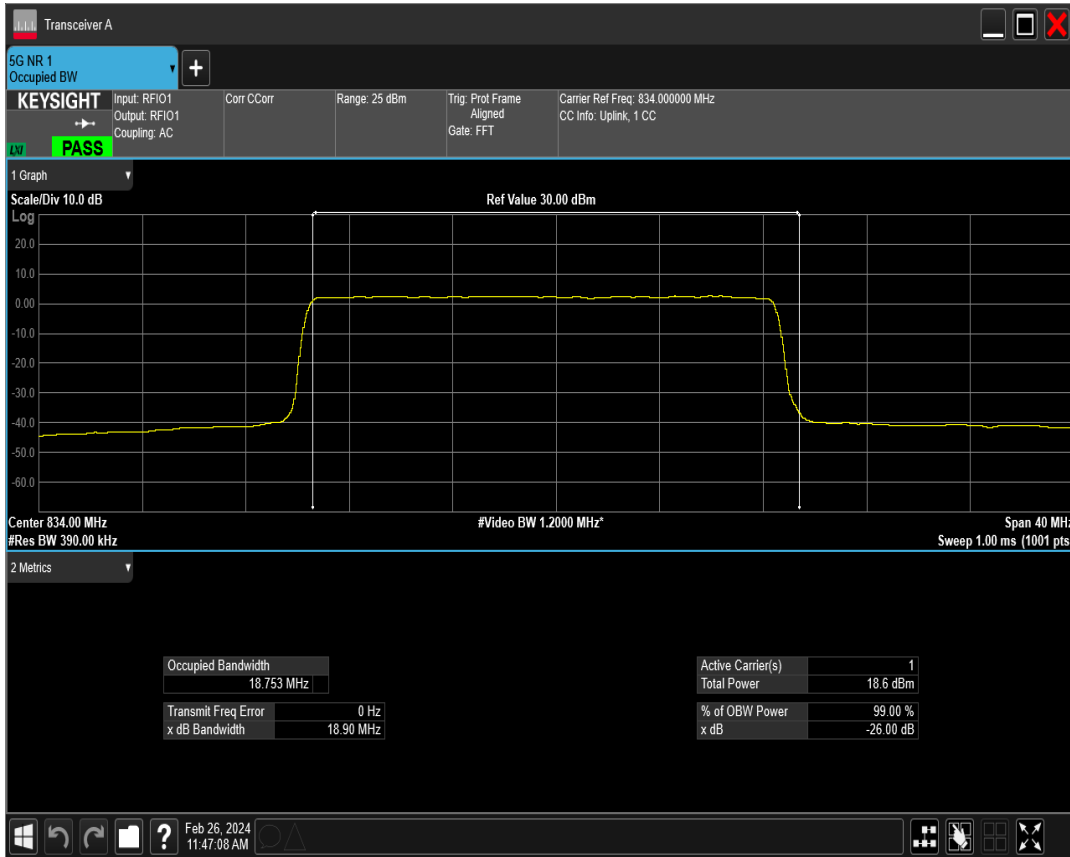 Transceiver A
5G NR 1
Occupied BW
KEYSIGHT
LXI
PASS
Input: RFIO1
Output: RFIO1
Coupling: AC
Corr CCorr
Range: 25 dBm
Trig: Prot Frame
Aligned
Gate: FFT
Carrier Ref Freq: 834.000000 MHz
CC Info: Uplink, 1 CC
1 Graph
Scale/Div 10.0 dB
Ref Value 30.00 dBm
Log
20.0
10.0
0.00
-10.0
-20.0
-30.0
-40.0
-50.0
-60.0
Center 834.00 MHz
#Video BW 1.2000 MHz*
Span 40 MHz
#Res BW 390.00 kHz
Sweep 1.00 ms (1001 pts
2 Metrics
Occupied Bandwidth
18.753 MHz
Transmit Freq Error 0 Hz
x dB Bandwidth 18.90 MHz
Active Carrier(s) 1
Total Power 18.6 dBm
% of OBW Power 99.00 %
x dB -26.00 dB
?
Feb 26, 2024
11:47:08 AM